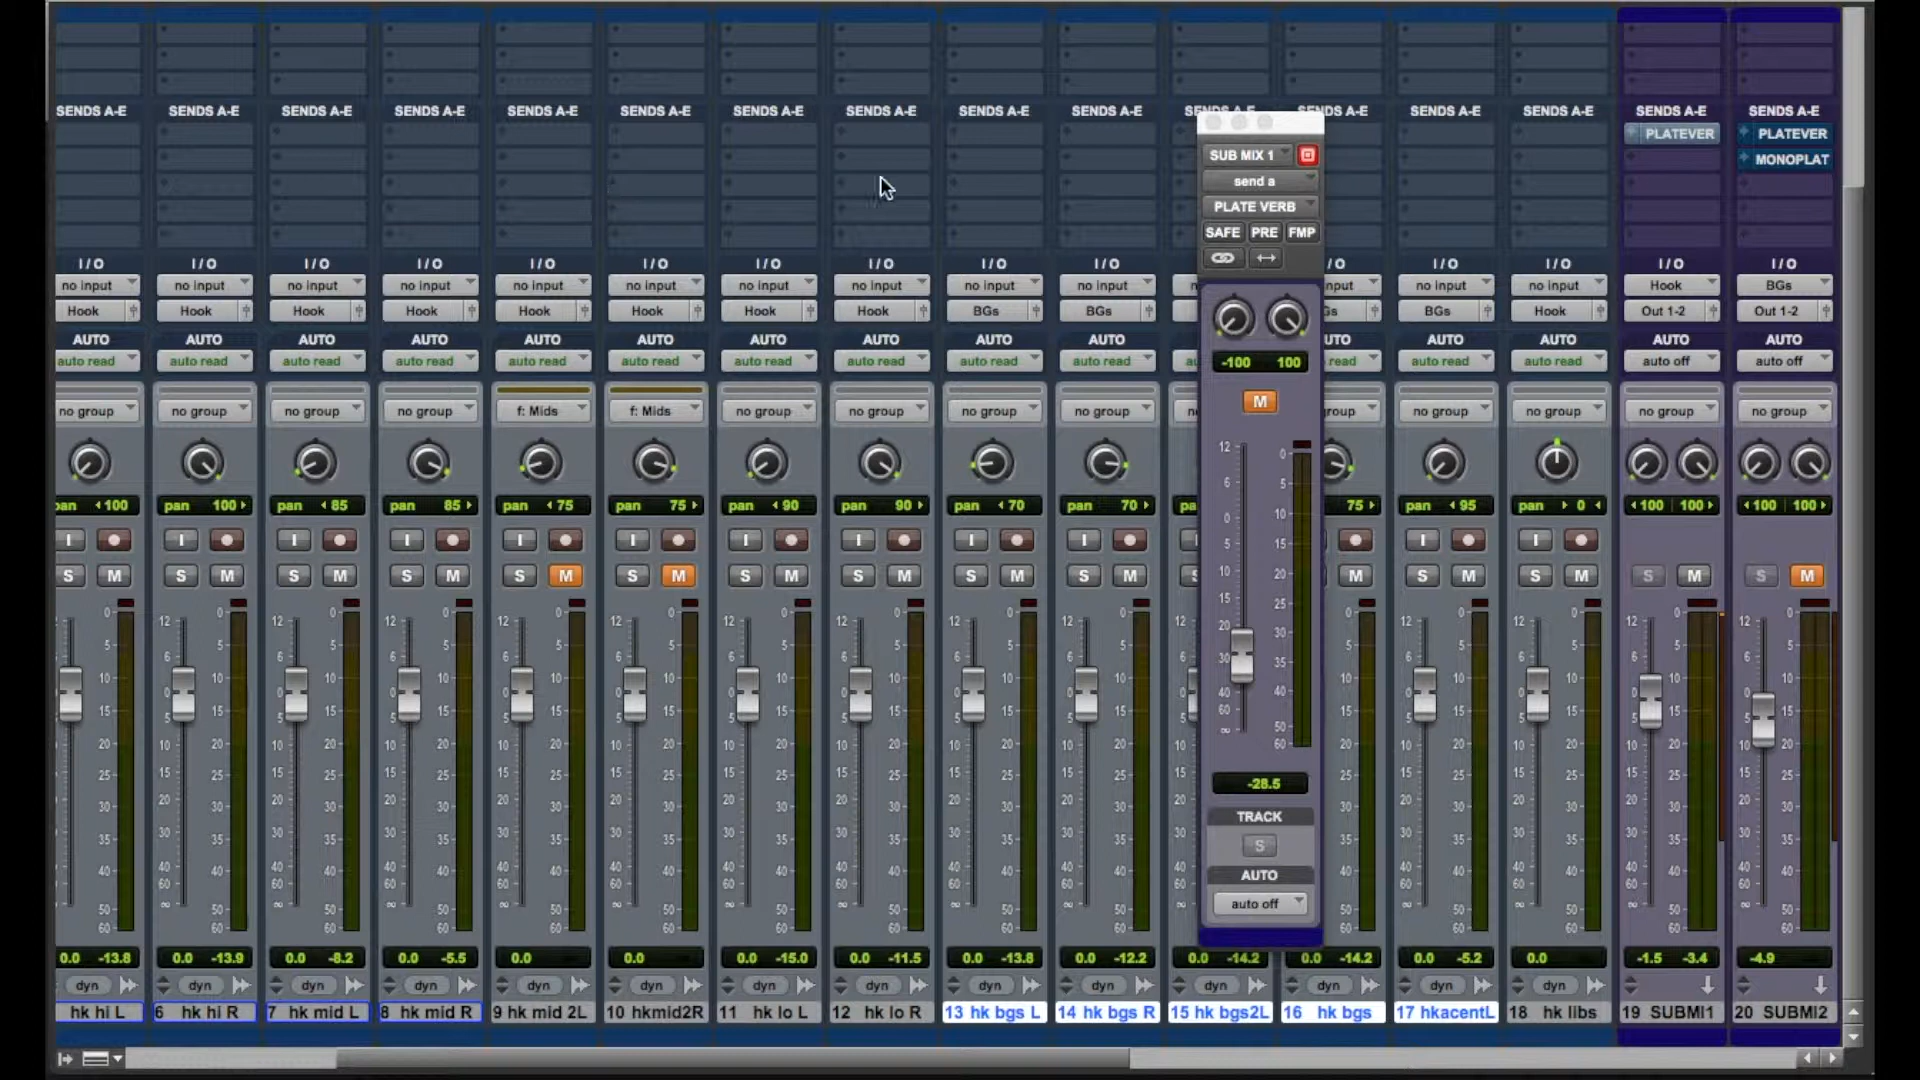 SENDS A-E SENDS A-E SENDS A-E SENDS A-E SENDS A-E SENDS A-E SENDS A-E SENDS A-E SENDS A-E SENDS A-E SENDS A-E SENDS A-E SENDS A-E SENDS A-E SENDS A-E
PLATEVER PLATEVER
MONOPLAT
SUB MIX 1
send a
PLATE VERB
SAFE PRE FMP
I/O I/O I/O I/O I/O I/O I/O I/O I/O I/O I/O I/O I/O I/O
no input no input no input no input no input no input no input no input no input no input no input no input Hook BGs
Hook Hook Hook Hook Hook Hook Hook Hook BGs BGs BGs Hook Out 1-2 Out 1-2
AUTO AUTO AUTO AUTO AUTO AUTO AUTO AUTO AUTO AUTO AUTO AUTO AUTO AUTO
auto read auto read auto read auto read auto read auto read auto read auto read auto read auto read read auto read auto read auto off auto off
-100 100
no group no group no group no group f: Mids f: Mids no group no group no group no group no group no group no group no group
M
pan 100 pan 100 pan 85 pan 85 pan 75 pan 75 pan 90 pan 90 pan 70 pan 70 75 pan 95 pan 0 100 100 100 100
I I I I I I I I I I I I
S M S M S M S M S M S M S M S M S M S M M S M S M S M S M
-28.5
TRACK
S
AUTO
auto off
0.0 -13.8 0.0 -13.9 0.0 -8.2 0.0 -5.5 0.0 0.0 0.0 -15.0 0.0 -11.5 0.0 -13.8 0.0 -12.2 0.0 -14.2 0.0 -14.2 0.0 -5.2 0.0 -1.5 -3.4 -4.9
dyn dyn dyn dyn dyn dyn dyn dyn dyn dyn dyn dyn dyn dyn
hk hi L 6 hk hi R 7 hk mid L 8 hk mid R 9 hk mid 2L 10 hkmid2R 11 hk lo L 12 hk lo R 13 hk bgs L 14 hk bgs R 15 hk bgs2L 16 hk bgs 17 hkacentL 18 hk libs 19 SUBMI1 20 SUBMI2